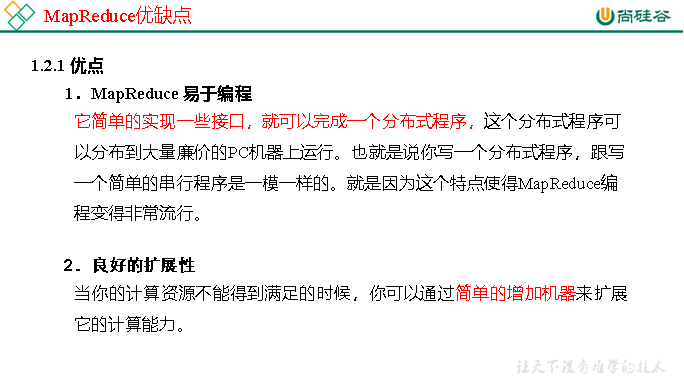 MapReduce优缺点
尚硅谷
1.2.1 优点
1．MapReduce 易于编程
它简单的实现一些接口，就可以完成一个分布式程序，这个分布式程序可
以分布到大量廉价的PC机器上运行。也就是说你写一个分布式程序，跟写
一个简单的串行程序是一模一样的。就是因为这个特点使得MapReduce编
程变得非常流行。
2．良好的扩展性
当你的计算资源不能得到满足的时候，你可以通过简单的增加机器来扩展
它的计算能力。
让天下没有难学的技术